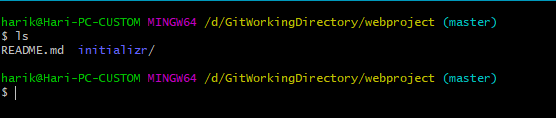 harik@Hari-PC-CUSTOM MINGW64 /d/GitWorkingDirectory/webproject (master)
$ ls
README.md  initializr/
harik@Hari-PC-CUSTOM MINGW64 /d/GitWorkingDirectory/webproject (master)
$